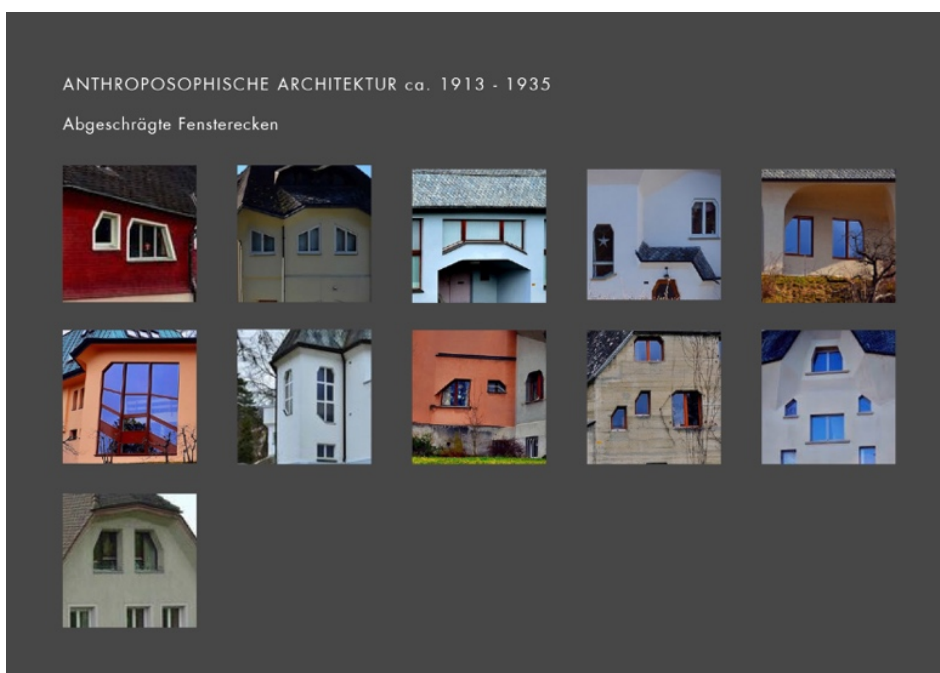 ANTHROPOSOPHISCHE ARCHITEKTUR ca. 1913 - 1935
Abgeschrägte Fensterecken